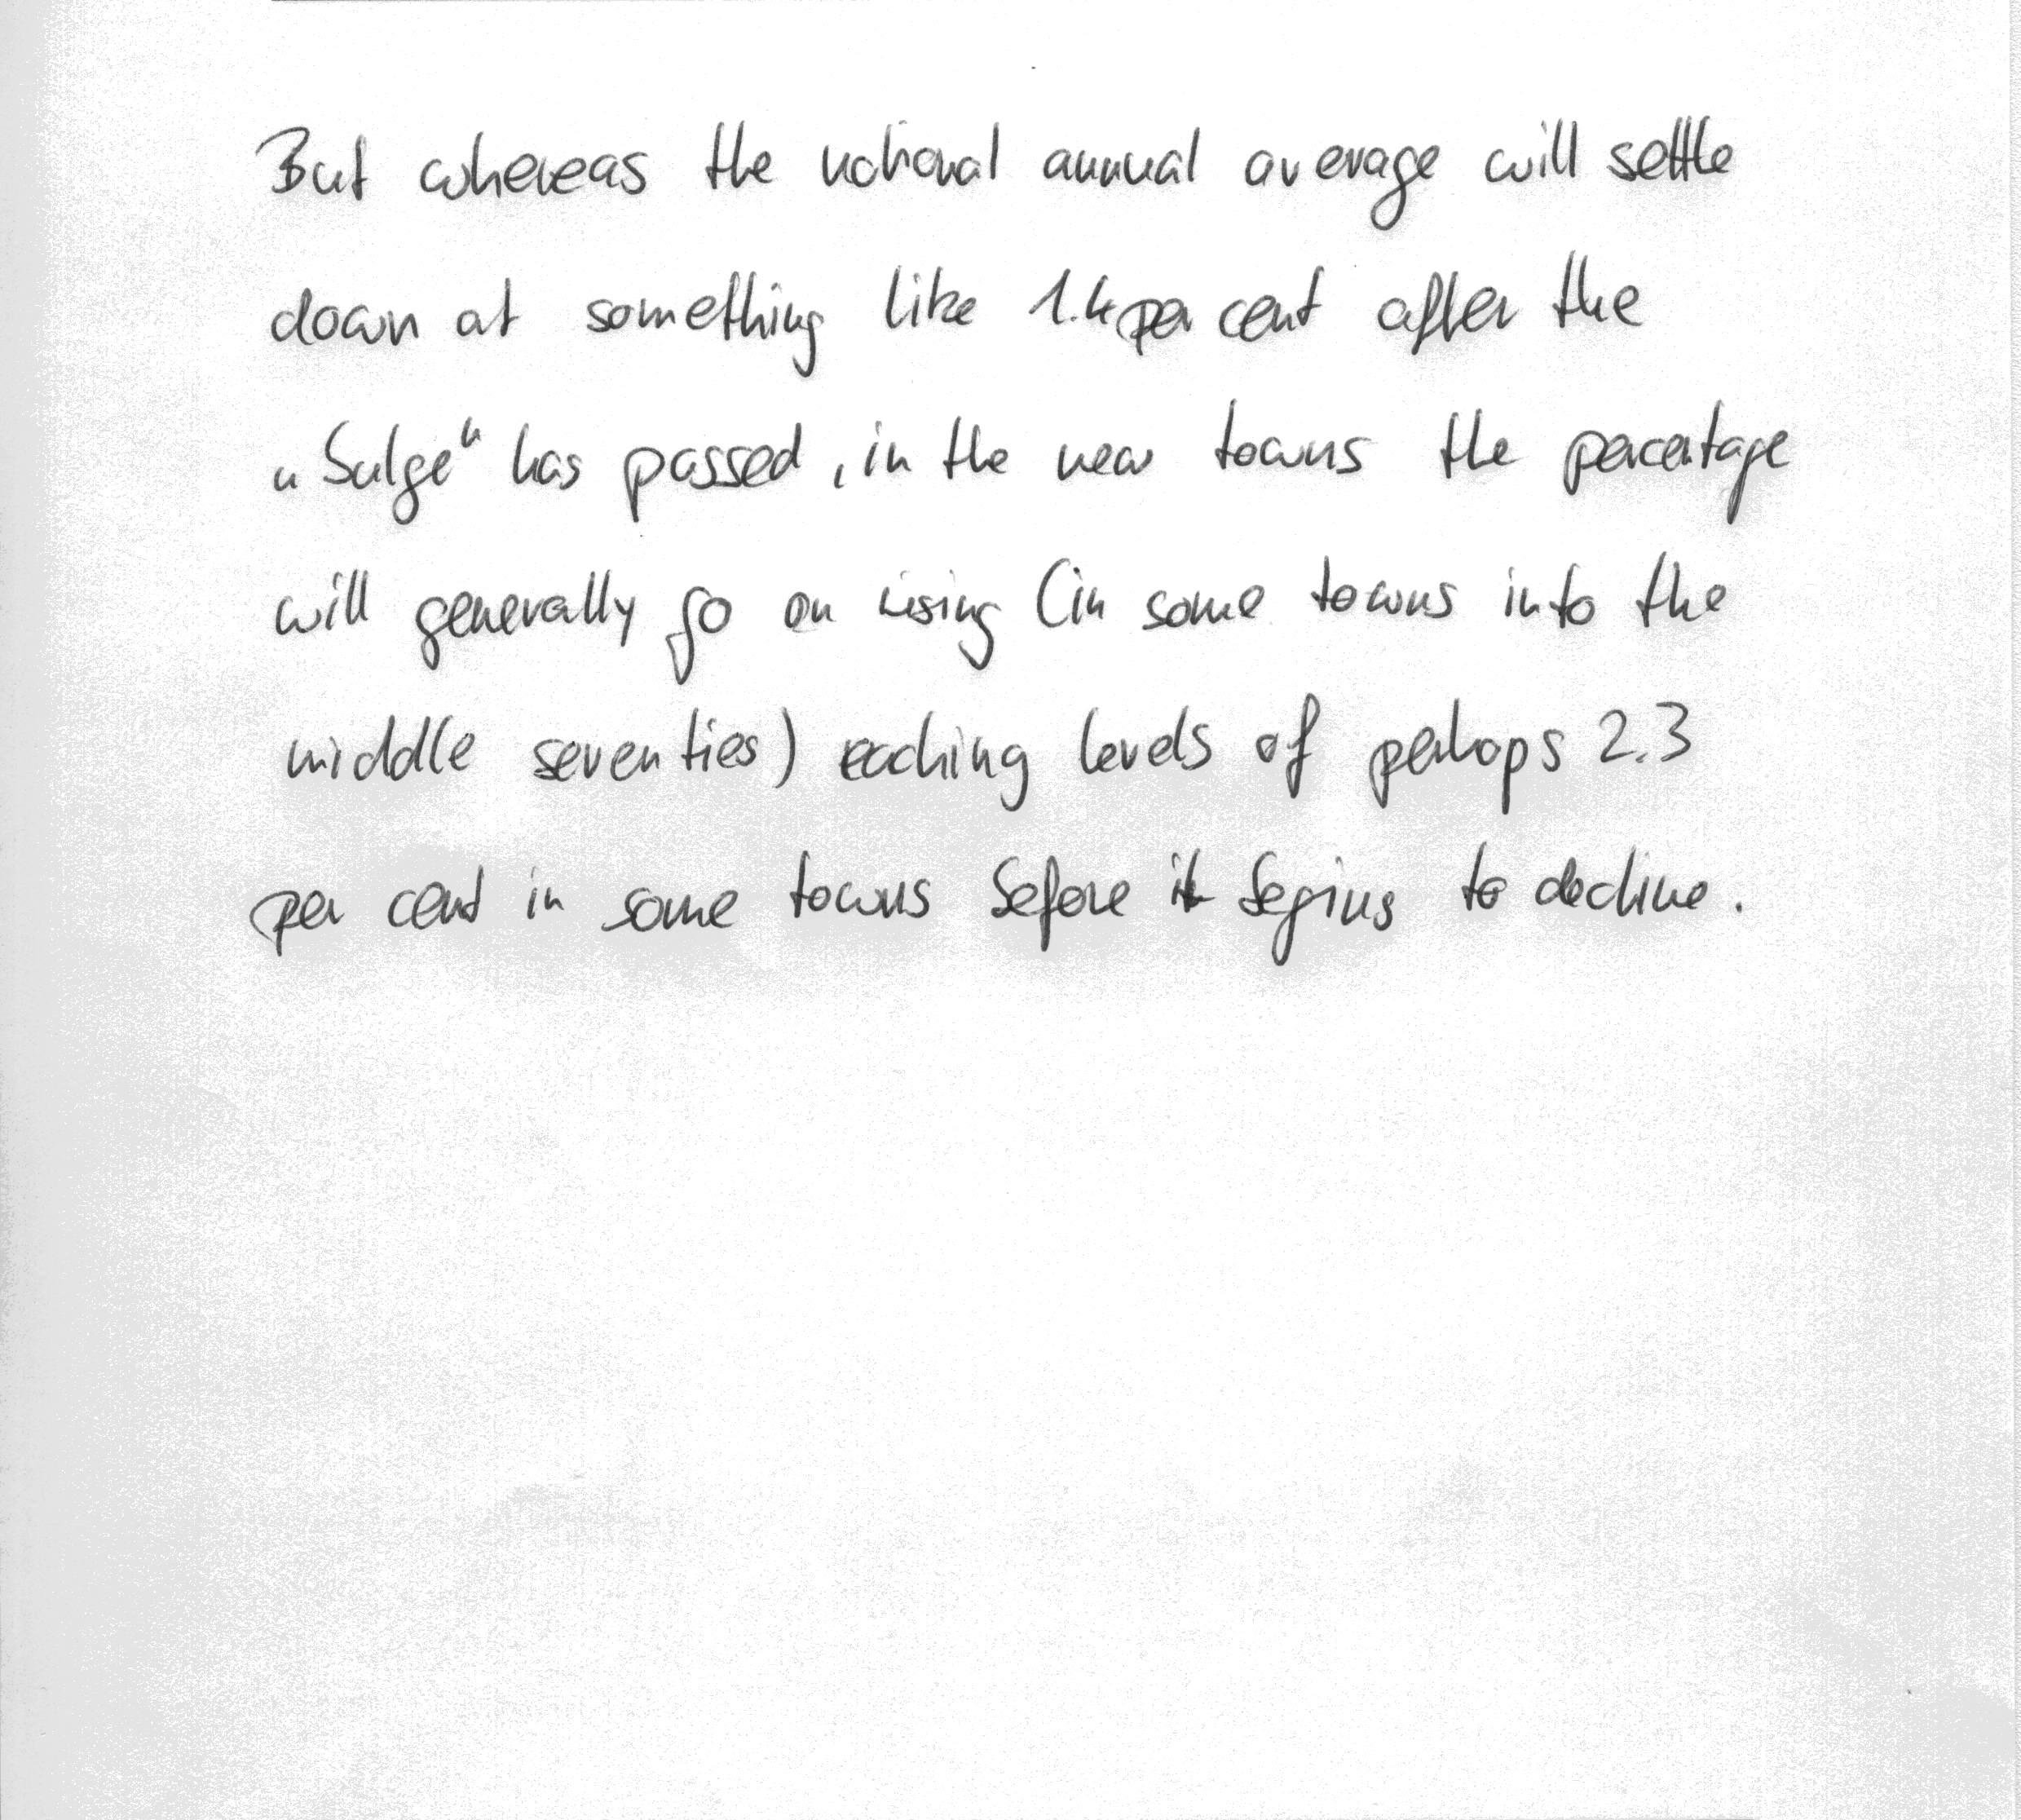 But whereas the national annual average will settle
down at something like 1.4 per cent after the
„bulge" has passed, in the new towns the percentage
will generally go on rising (in some towns into the
middle seventies) reaching levels of perhaps 2.3
per cent in some towns before it begins to decline.